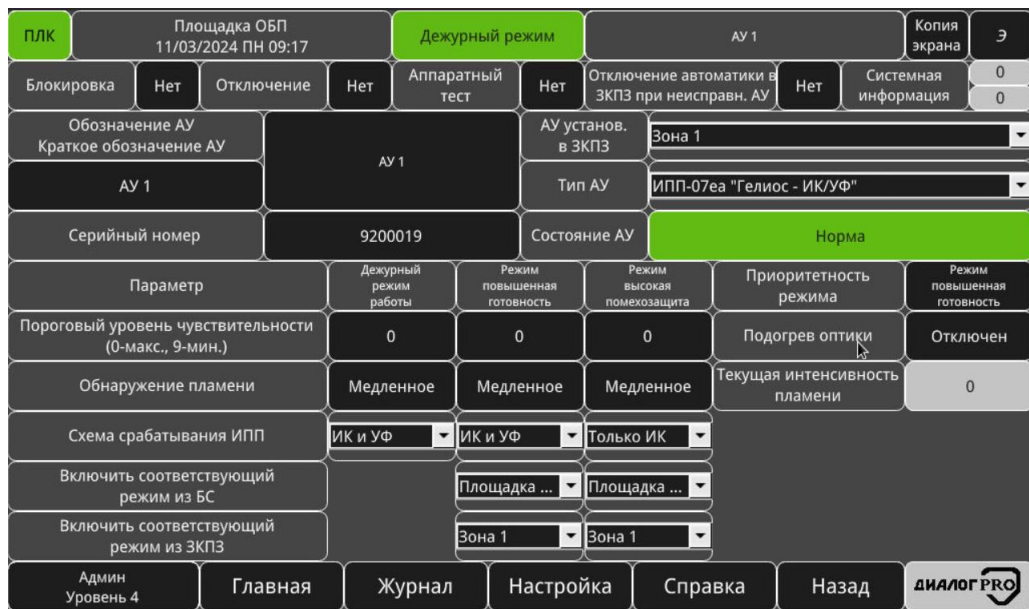 ПЛК
Площадка ОБП
11/03/2024 ПН 09:17
Дежурный режим
АУ 1
Копия
экрана
Э
Блокировка
Нет
Отключение
Нет
Аппаратный
тест
Нет
Отключение автоматики в
ЗКПЗ при неисправн. АУ
Нет
Системная
информация
0
0
Обозначение АУ
Краткое обозначение АУ
АУ 1
АУ установ.
в ЗКПЗ
Зона 1
АУ 1
Тип АУ
ИПП-07еа "Гелиос - ИК/УФ"
Серийный номер
9200019
Состояние АУ
Норма
Параметр
Дежурный
режим
работы
Режим
повышенная
готовность
Режим
высокая
помехозащита
Приоритетность
режима
Режим
повышенная
готовность
Пороговый уровень чувствительности
(0-макс., 9-мин.)
0
0
0
Подогрев оптики
Отключен
Обнаружение пламени
Медленное
Медленное
Медленное
Текущая интенсивность
пламени
0
Схема срабатывания ИПП
ИК и УФ
ИК и УФ
Только ИК
Включить соответствующий
режим из БС
Площадка ...
Площадка ...
Включить соответствующий
режим из ЗКПЗ
Зона 1
Зона 1
Админ
Уровень 4
Главная
Журнал
Настройка
Справка
Назад
ДИАЛОГ PRO